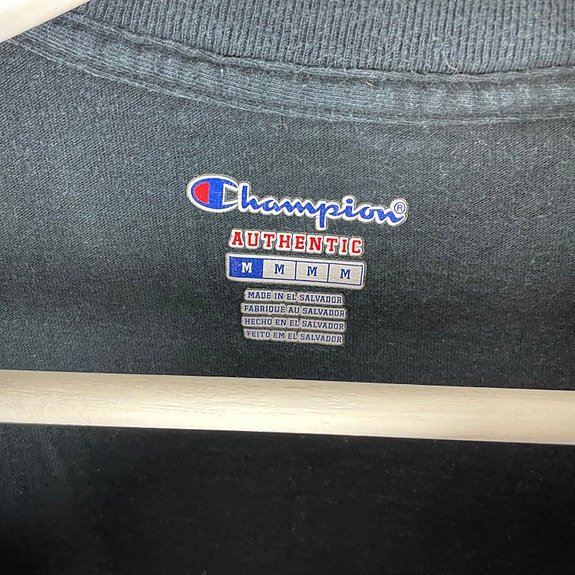 Champion®
AUTHENTIC
M M M M
MADE IN EL SALVADOR
FABRIQUÉ AU SALVADOR
HECHO EN EL SALVADOR
FEITO EM EL SALVADOR